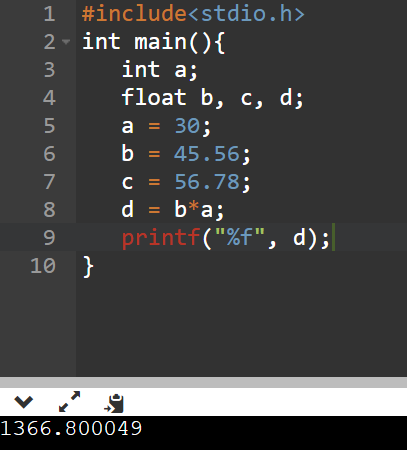 1 #include<stdio.h>
2 int main(){
3 int a;
4 float b, c, d;
5 a = 30;
6 b = 45.56;
7 c = 56.78;
8 d = b*a;
9 printf("%f", d);
10 }
1366.800049